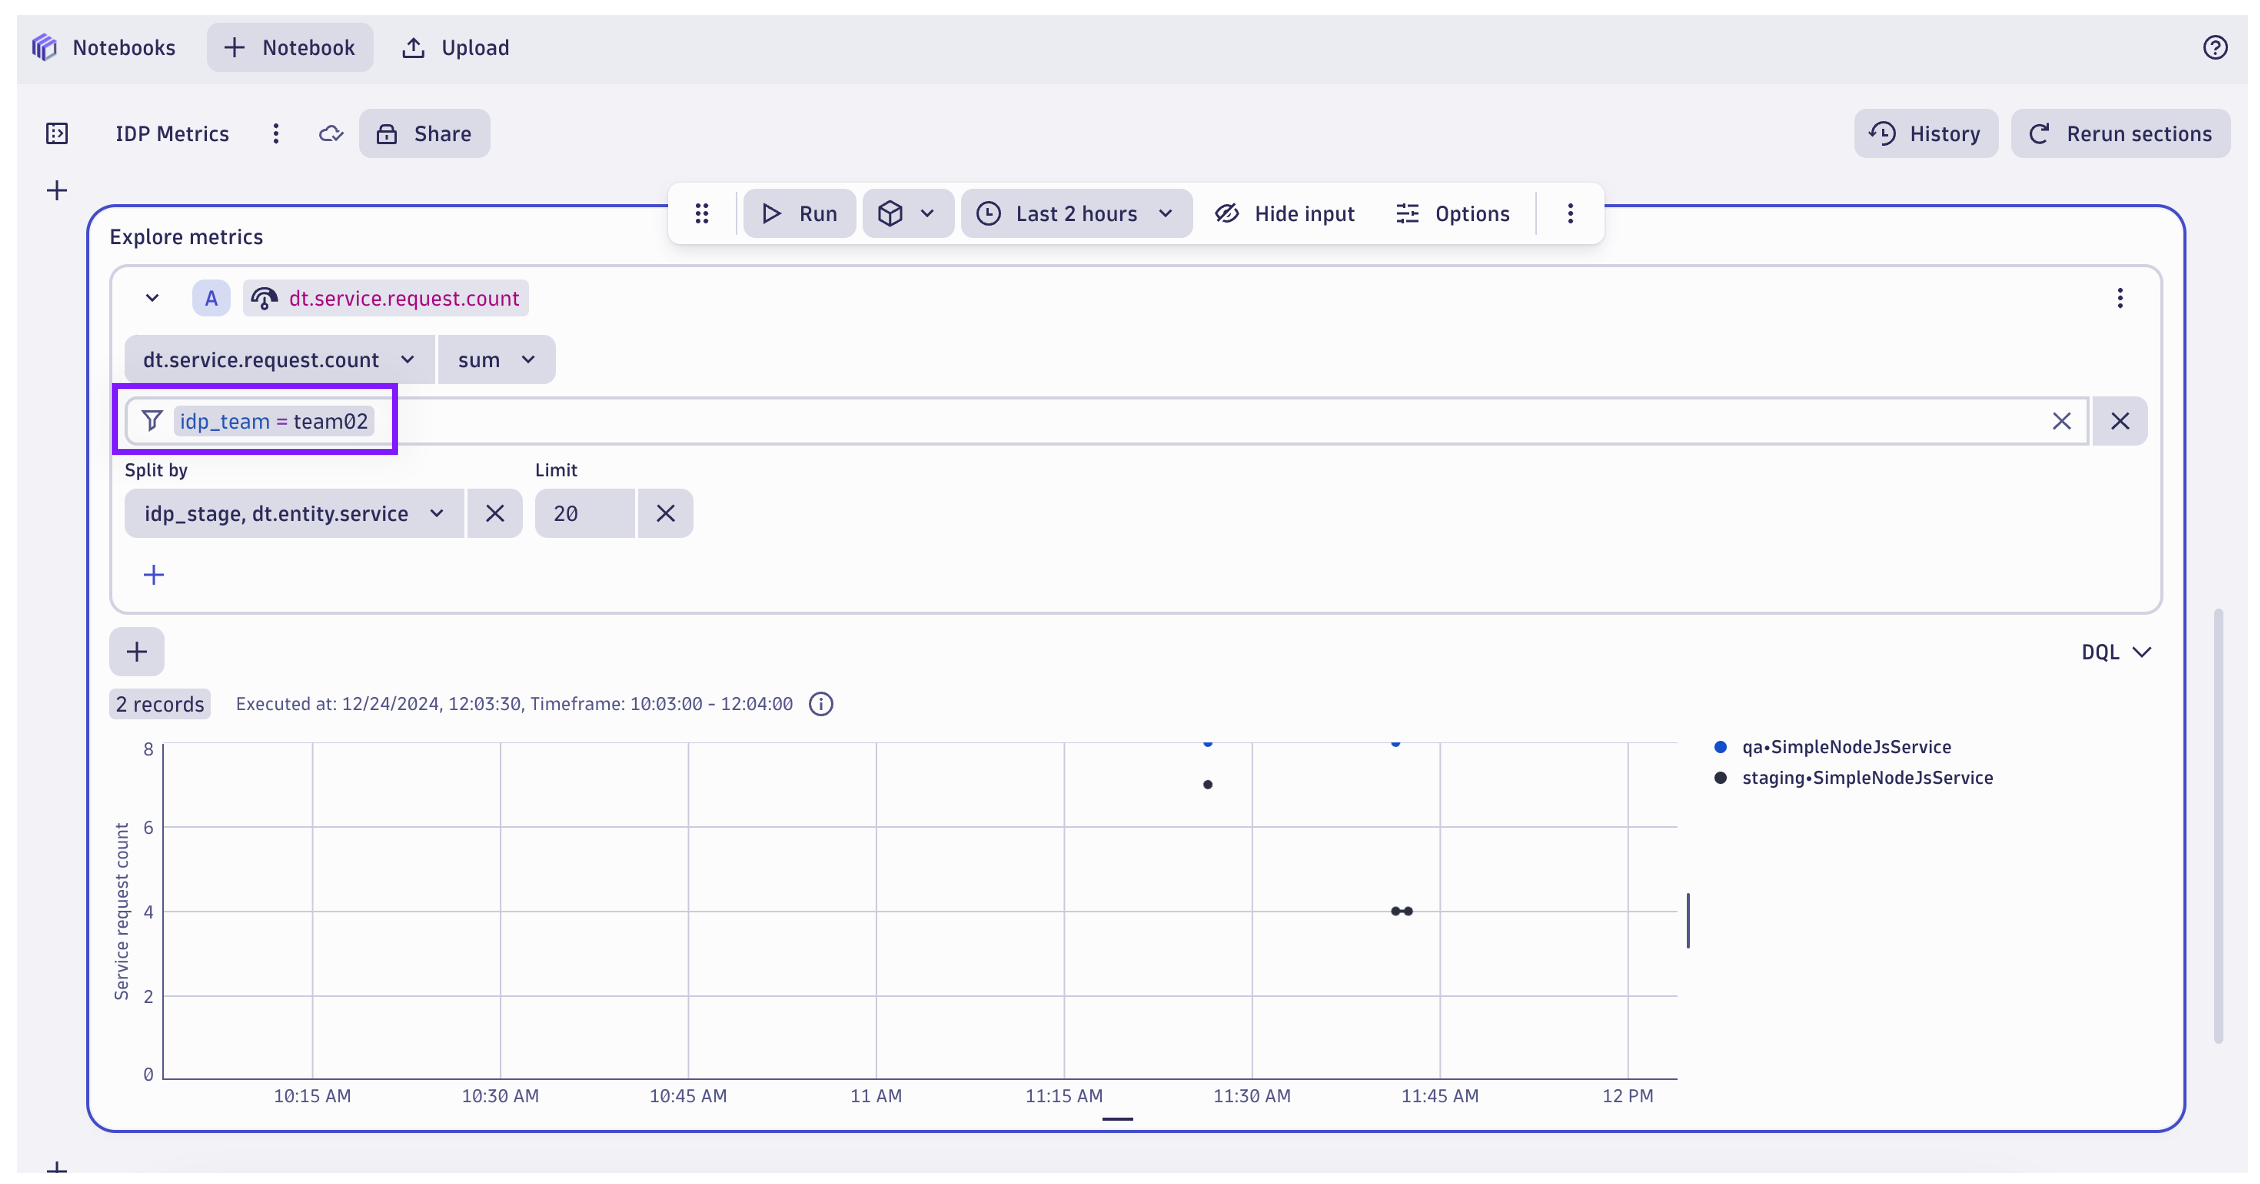 Notebooks
Notebook
Upload
IDP Metrics
Share
History
Rerun sections
Run
Last 2 hours
Hide input
Options
Explore metrics
A
dt.service.request.count
dt.service.request.count
sum
idp_team = team02
Split by
Limit
idp_stage, dt.entity.service
20
DQL
2 records
Executed at: 12/24/2024, 12:03:30, Timeframe: 10:03:00 - 12:04:00
Service request count
8
6
4
2
0
10:15 AM
10:30 AM
10:45 AM
11 AM
11:15 AM
11:30 AM
11:45 AM
12 PM
qa•SimpleNodeJsService
staging•SimpleNodeJsService